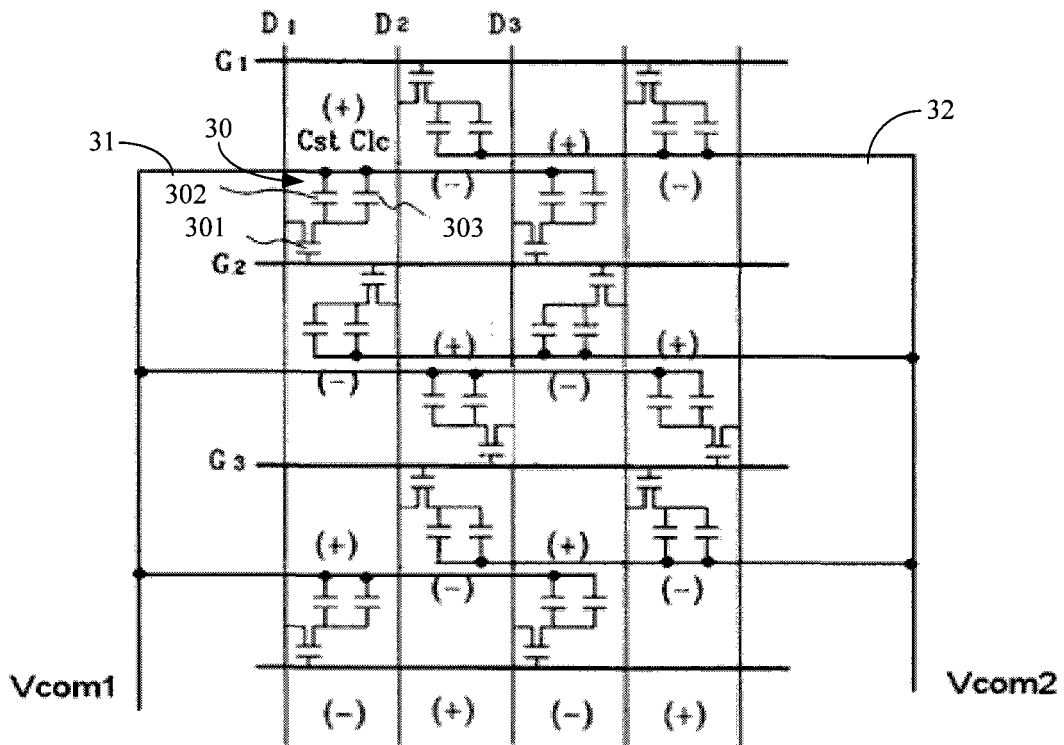 D1 D2 D3
G1
(+)
Cst Clc
30
31
32
(+)
(-)
(-)
302
303
301
G2
(+)
(+)
(-)
(-)
G3
(+)
(+)
(-)
(-)
Vcom1
Vcom2
(-) (+) (-) (+)